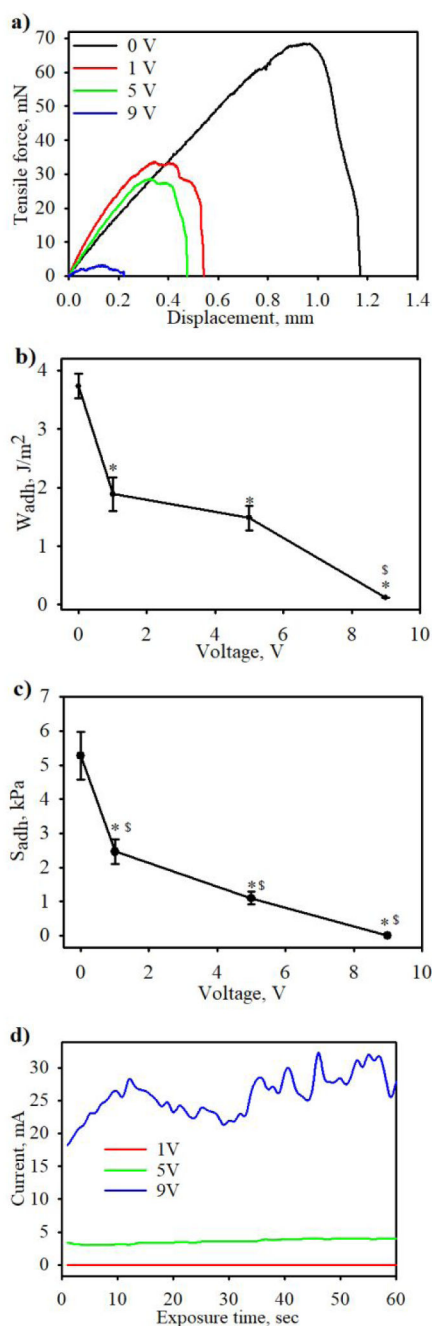 a)
70
60
50
40
30
20
10
0
Tensile force, mN
0 V
1 V
5 V
9 V
0.0 0.2 0.4 0.6 0.8 1.0 1.2 1.4
Displacement, mm
b)
4
3
2
1
0
Wadh, J/m²
*
*
$
*
0 2 4 6 8 10
Voltage, V
c)
7
6
5
4
3
2
1
0
Sadh, kPa
* $
* $
* $
0 2 4 6 8 10
Voltage, V
d)
30
25
20
15
10
5
0
Current, mA
1V
5V
9V
0 10 20 30 40 50 60
Exposure time, sec